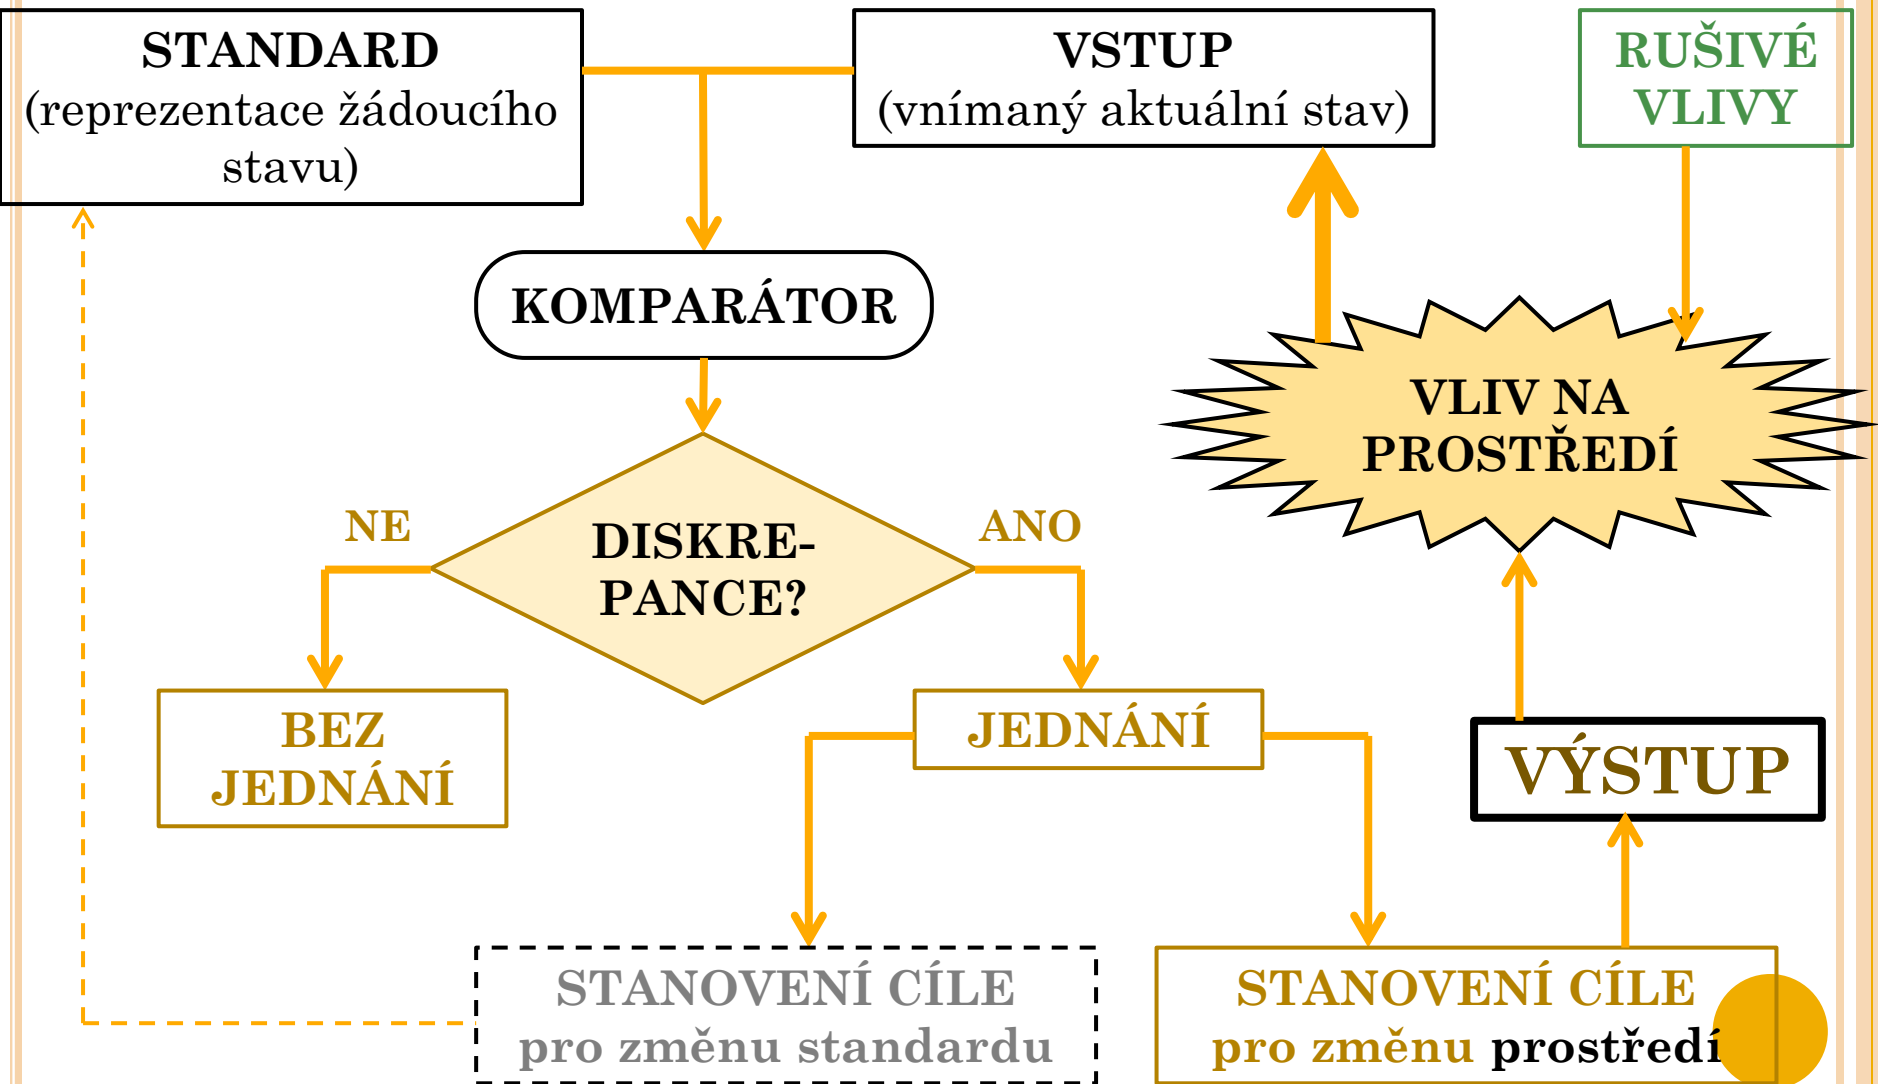 STANDARD
(reprezentace žádoucího
stavu)
VSTUP
(vnímaný aktuální stav)
RUŠIVÉ
VLIVY
KOMPARÁTOR
VLIV NA
PROSTŘEDÍ
NE
DISKRE-
PANCE?
ANO
BEZ
JEDNÁNÍ
JEDNÁNÍ
VÝSTUP
STANOVENÍ CÍLE
pro změnu standardu
STANOVENÍ CÍLE
pro změnu prostředí